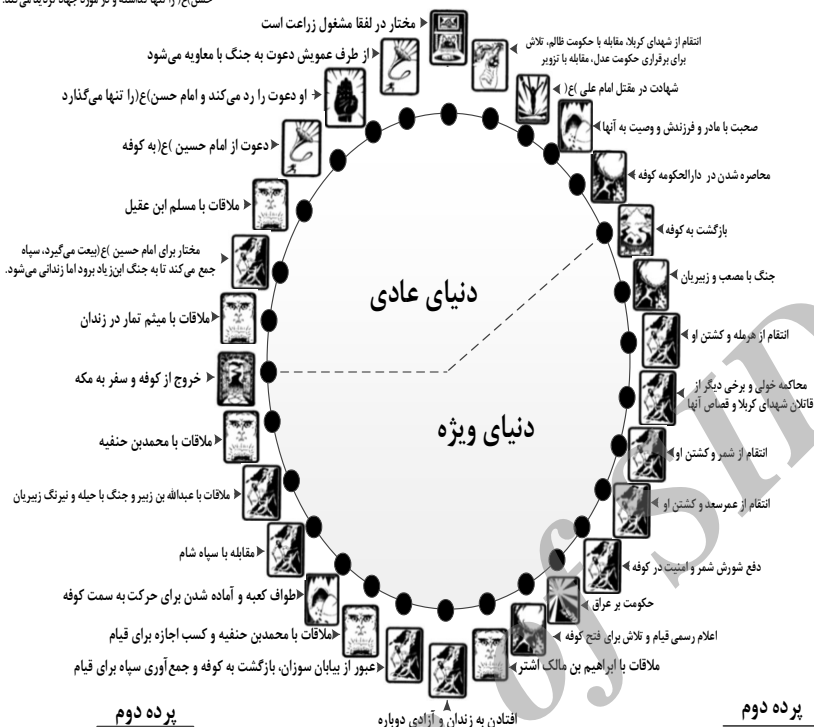 مختار در لفقا مشغول زراعت است
از طرف عمویش دعوت به جنگ با معاویه می‌شود
او دعوت را رد می‌کند و امام حسن)ع(را تنها می‌گذارد
دعوت از امام حسین )ع(به کوفه
ملاقات با مسلم ابن عقیل
مختار برای امام حسین )ع(بیعت می‌گیرد، سپاه
جمع می‌کند تا به جنگ ابن‌زیاد برود اما زندانی می‌شود.
ملاقات با میثم تمار در زندان
خروج از کوفه و سفر به مکه
ملاقات با محمدبن حنفیه
ملاقات با عبدالله بن زبیر و جنگ با حیله و نیرنگ زبیریان
مقابله با سپاه شام
طواف کعبه و آماده شدن برای حرکت به سمت کوفه
ملاقات با محمدبن حنفیه و کسب اجازه برای قیام
عبور از بیابان سوزان، بازگشت به کوفه و جمع‌آوری سپاه برای قیام
افتادن به زندان و آزادی دوباره
ملاقات با ابراهیم بن مالک اشتر
اعلام رسمی قیام و تلاش برای فتح کوفه
حکومت بر عراق
دفع شورش شمر و امنیت در کوفه
انتقام از عمرسعد و کشتن او
انتقام از شمر و کشتن او
محاکمه خولی و برخی دیگر از
قاتلان شهدای کربلا و قصاص آنها
انتقام از هرمله و کشتن او
جنگ با مصعب و زبیریان
بازگشت به کوفه
محاصره شدن در دارالحکومه کوفه
صحبت با مادر و فرزندش و وصیت به آنها
شهادت در مقتل امام علی )ع(
انتقام از شهدای کربلا، مقابله با حکومت ظالم، تلاش
برای برقراری حکومت عدل، مقابله با تزویر
دنیای عادی
دنیای ویژه
پرده دوم
پرده دوم
of SID